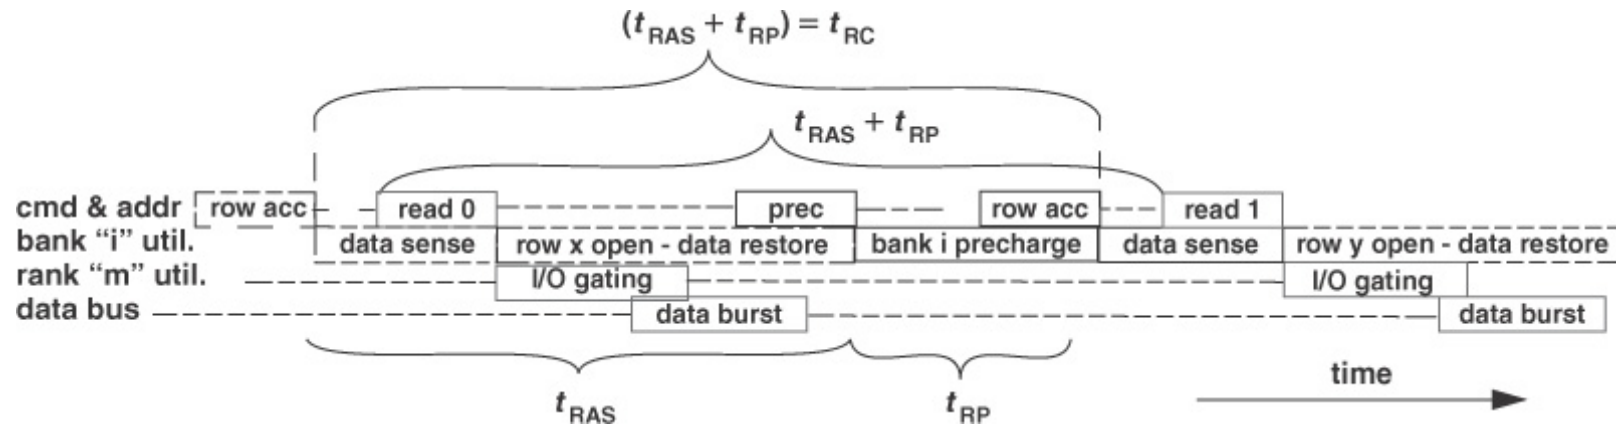 (tRAS + tRP) = tRC
tRAS + tRP
cmd & addr row acc read 0 prec row acc read 1
bank “i” util. data sense row x open - data restore bank i precharge data sense row y open - data restore
rank “m” util. I/O gating I/O gating
data bus data burst data burst
time
tRAS tRP